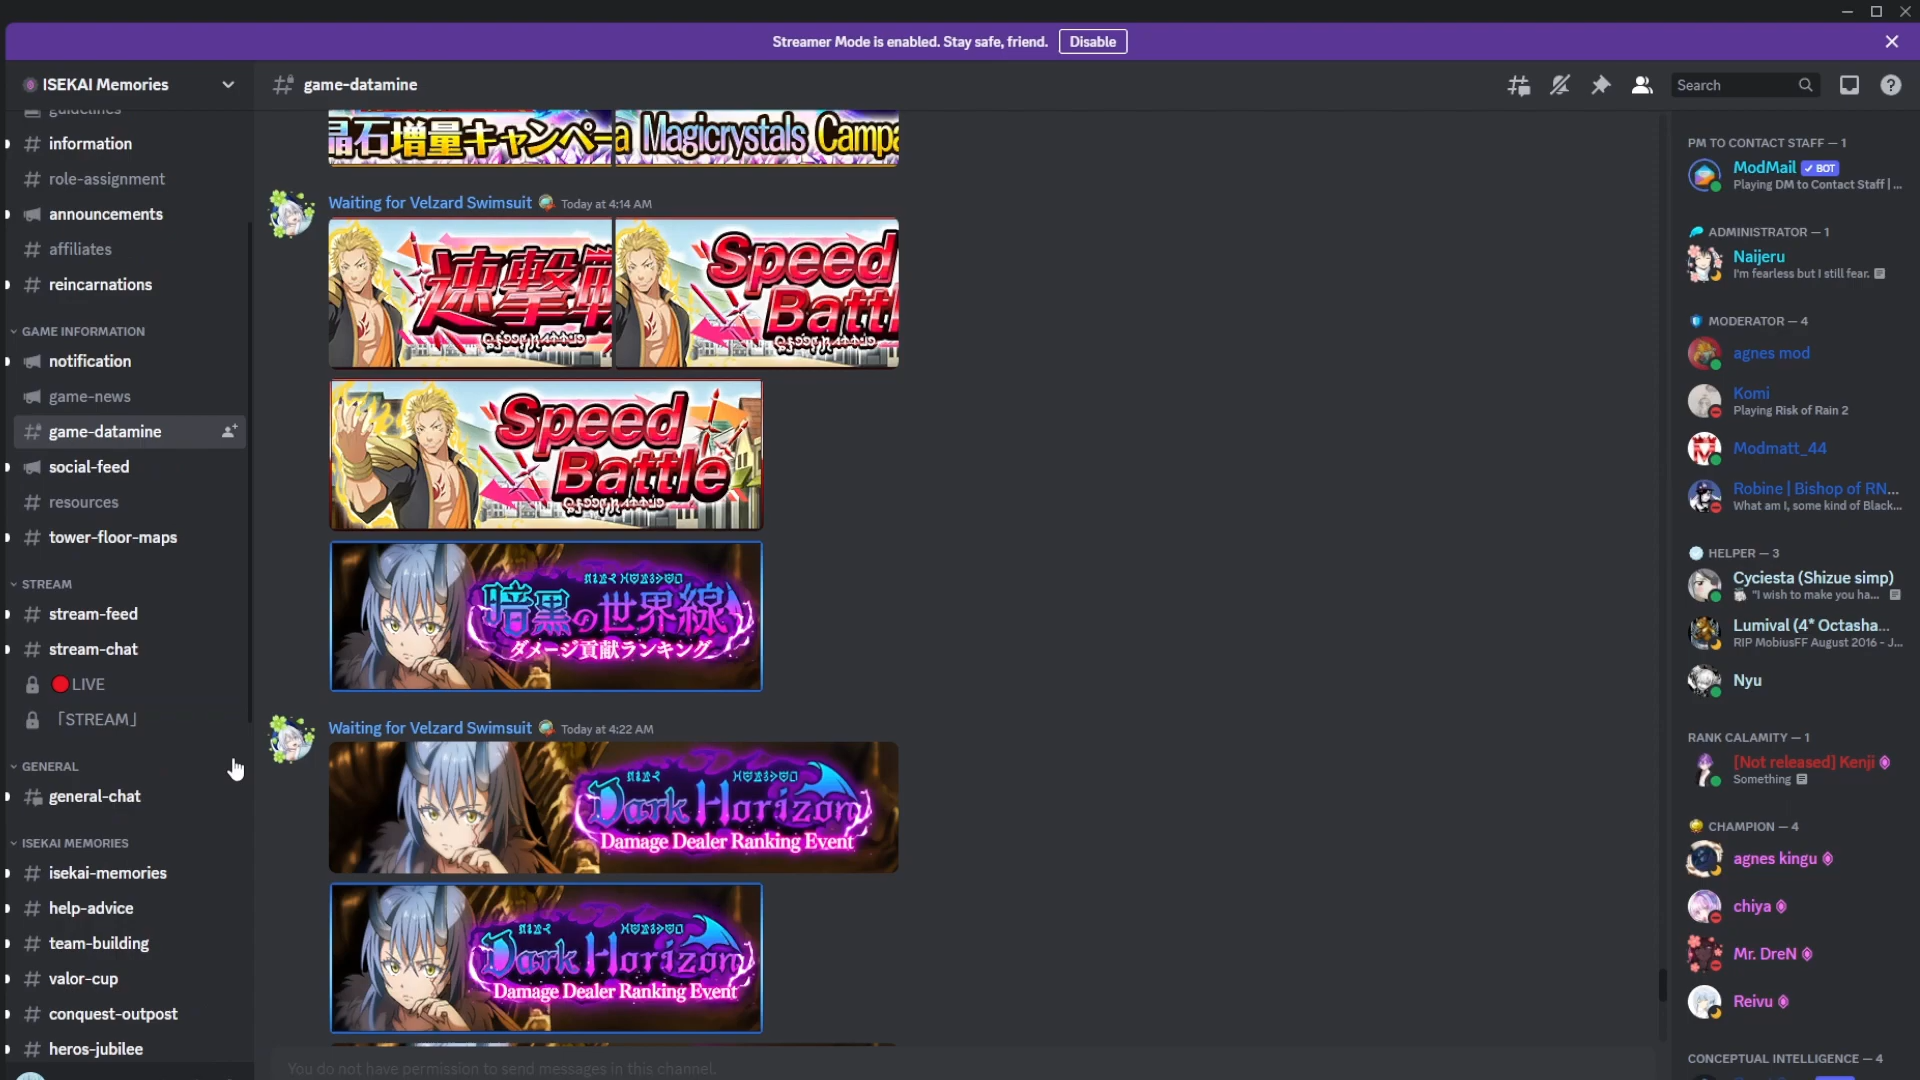 Streamer Mode is enabled. Stay safe, friend. Disable
ISEKAI Memories
game-datamine
Search
guidelines
information
role-assignment
announcements
affiliates
reincarnations
GAME INFORMATION
notification
game-news
game-datamine
social-feed
resources
tower-floor-maps
STREAM
stream-feed
stream-chat
LIVE
「STREAM」
GENERAL
general-chat
ISEKAI MEMORIES
isekai-memories
help-advice
team-building
valor-cup
conquest-outpost
heros-jubilee
晶石増量キャンペー
a Magicrystals Campa
Waiting for Velzard Swimsuit Today at 4:14 AM
速撃
Speed
Battl
Speed
Battle
暗黒の世界線
ダメージ貢献ランキング
Waiting for Velzard Swimsuit Today at 4:22 AM
Dark Horizon
Damage Dealer Ranking Event
Dark Horizon
Damage Dealer Ranking Event
You do not have permission to send messages in this channel.
PM TO CONTACT STAFF — 1
ModMail BOT
Playing DM to Contact Staff | ...
ADMINISTRATOR — 1
Naijeru
I'm fearless but I still fear.
MODERATOR — 4
agnes mod
Komi
Playing Risk of Rain 2
Modmatt_44
Robine | Bishop of RN...
What am I, some kind of Black...
HELPER — 3
Cyciesta (Shizue simp)
"I wish to make you ha...
Lumival (4* Octasha...
RIP MobiusFF August 2016 - J...
Nyu
RANK CALAMITY — 1
[Not released] Kenji
Something
CHAMPION — 4
agnes kingu
chiya
Mr. DreN
Reivu
CONCEPTUAL INTELLIGENCE — 4